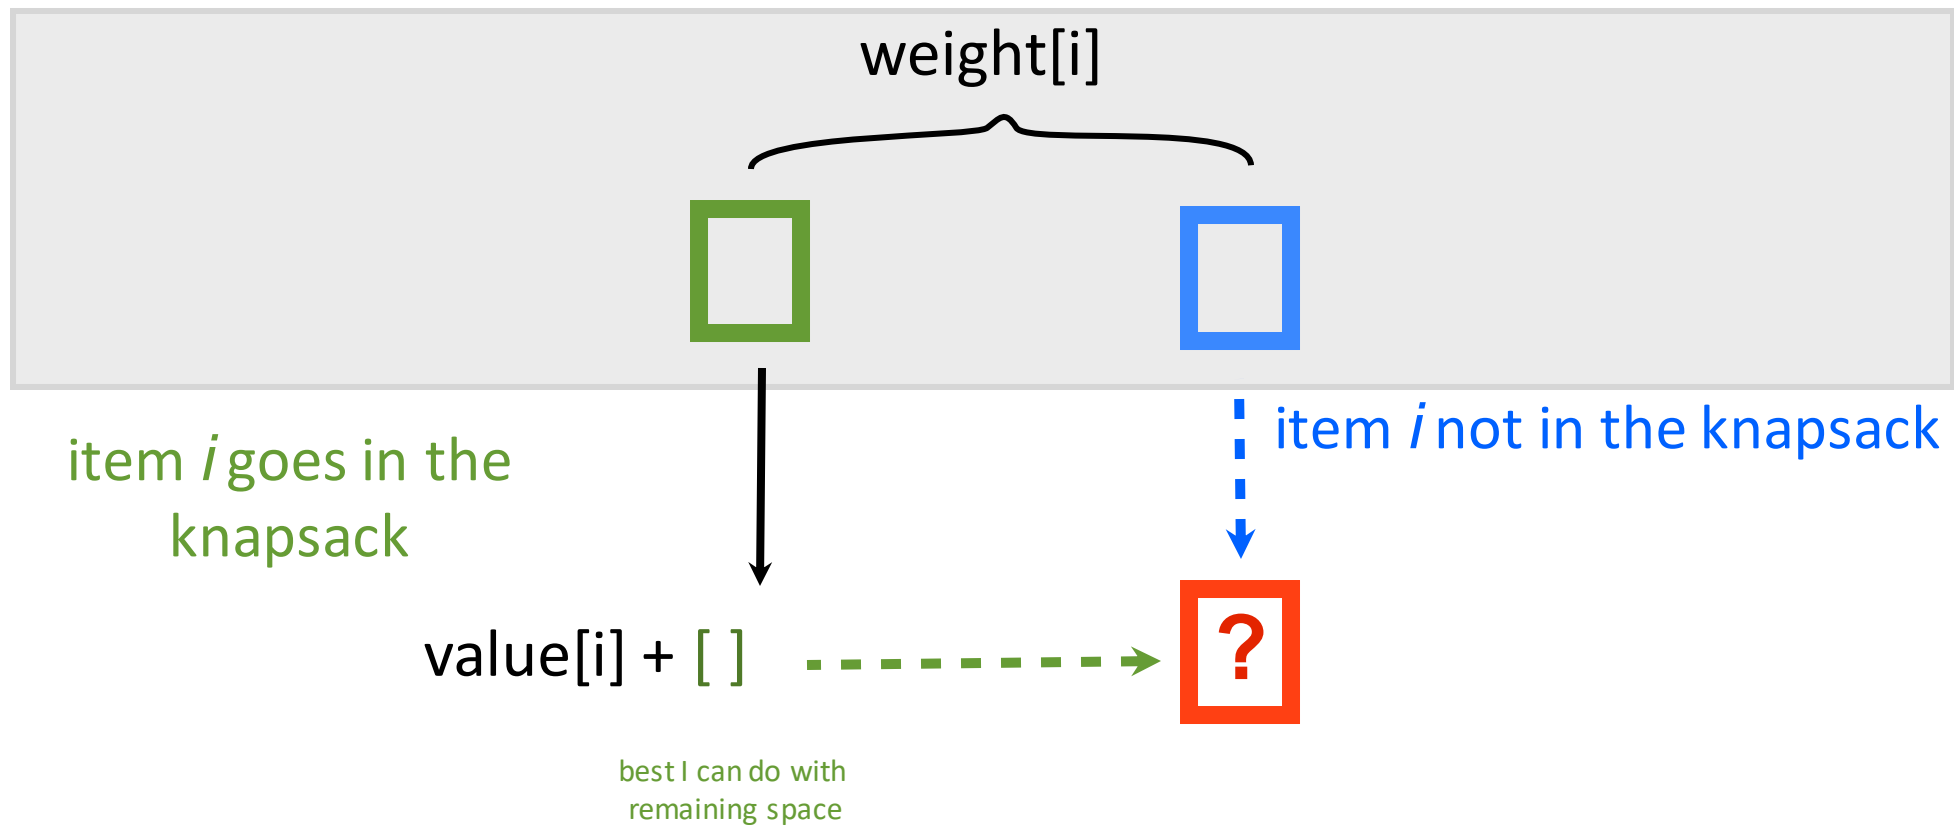 weight[i]
item i not in the knapsack
item i goes in the
knapsack
value[i] + [ ]
?
best I can do with
remaining space